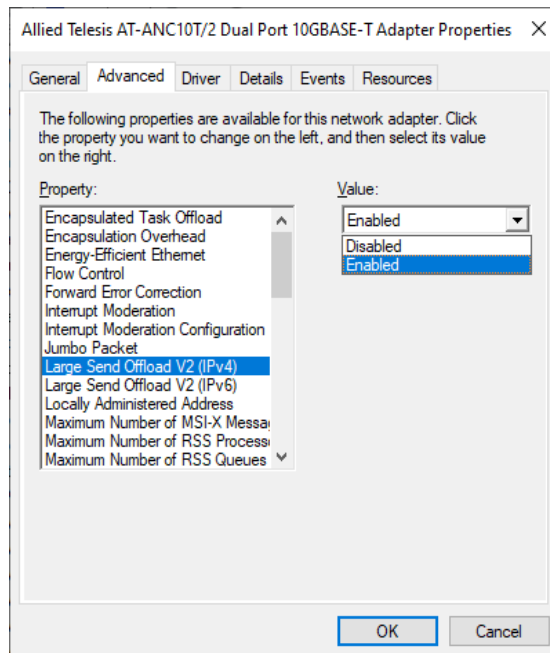 Allied Telesis AT-ANC10T/2 Dual Port 10GBASE-T Adapter Properties
General Advanced Driver Details Events Resources
The following properties are available for this network adapter. Click
the property you want to change on the left, and then select its value
on the right.
Property:
Encapsulated Task Offload
Encapsulation Overhead
Energy-Efficient Ethernet
Flow Control
Forward Error Correction
Interrupt Moderation
Interrupt Moderation Configuration
Jumbo Packet
Large Send Offload V2 (IPv4)
Large Send Offload V2 (IPv6)
Locally Administered Address
Maximum Number of MSI-X Messa
Maximum Number of RSS Process
Maximum Number of RSS Queues
Value:
Enabled
Disabled
Enabled
OK Cancel